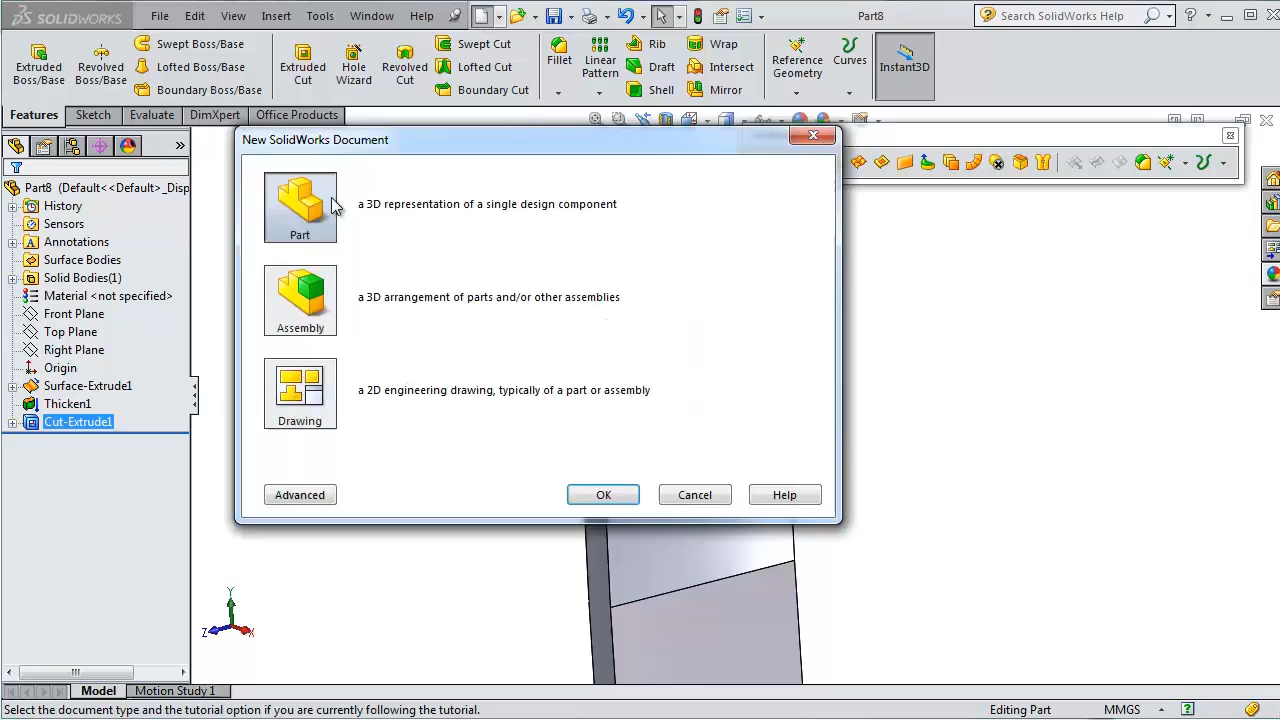 SOLIDWORKS File Edit View Insert Tools Window Help Part8 Search SolidWorks Help
Extruded Boss/Base
Revolved Boss/Base
Swept Boss/Base
Lofted Boss/Base
Boundary Boss/Base
Extruded Cut
Hole Wizard
Revolved Cut
Swept Cut
Lofted Cut
Boundary Cut
Fillet
Linear Pattern
Rib
Draft
Shell
Wrap
Intersect
Mirror
Reference Geometry
Curves
Instant3D
Features Sketch Evaluate DimXpert Office Products
Part8 (Default<<Default>_Disp
History
Sensors
Annotations
Surface Bodies
Solid Bodies(1)
Material <not specified>
Front Plane
Top Plane
Right Plane
Origin
Surface-Extrude1
Thicken1
Cut-Extrude1
New SolidWorks Document
Part
a 3D representation of a single design component
Assembly
a 3D arrangement of parts and/or other assemblies
Drawing
a 2D engineering drawing, typically of a part or assembly
Advanced OK Cancel Help
Y
Z X
Model Motion Study 1
Select the document type and the tutorial option if you are currently following the tutorial. Editing Part MMGS